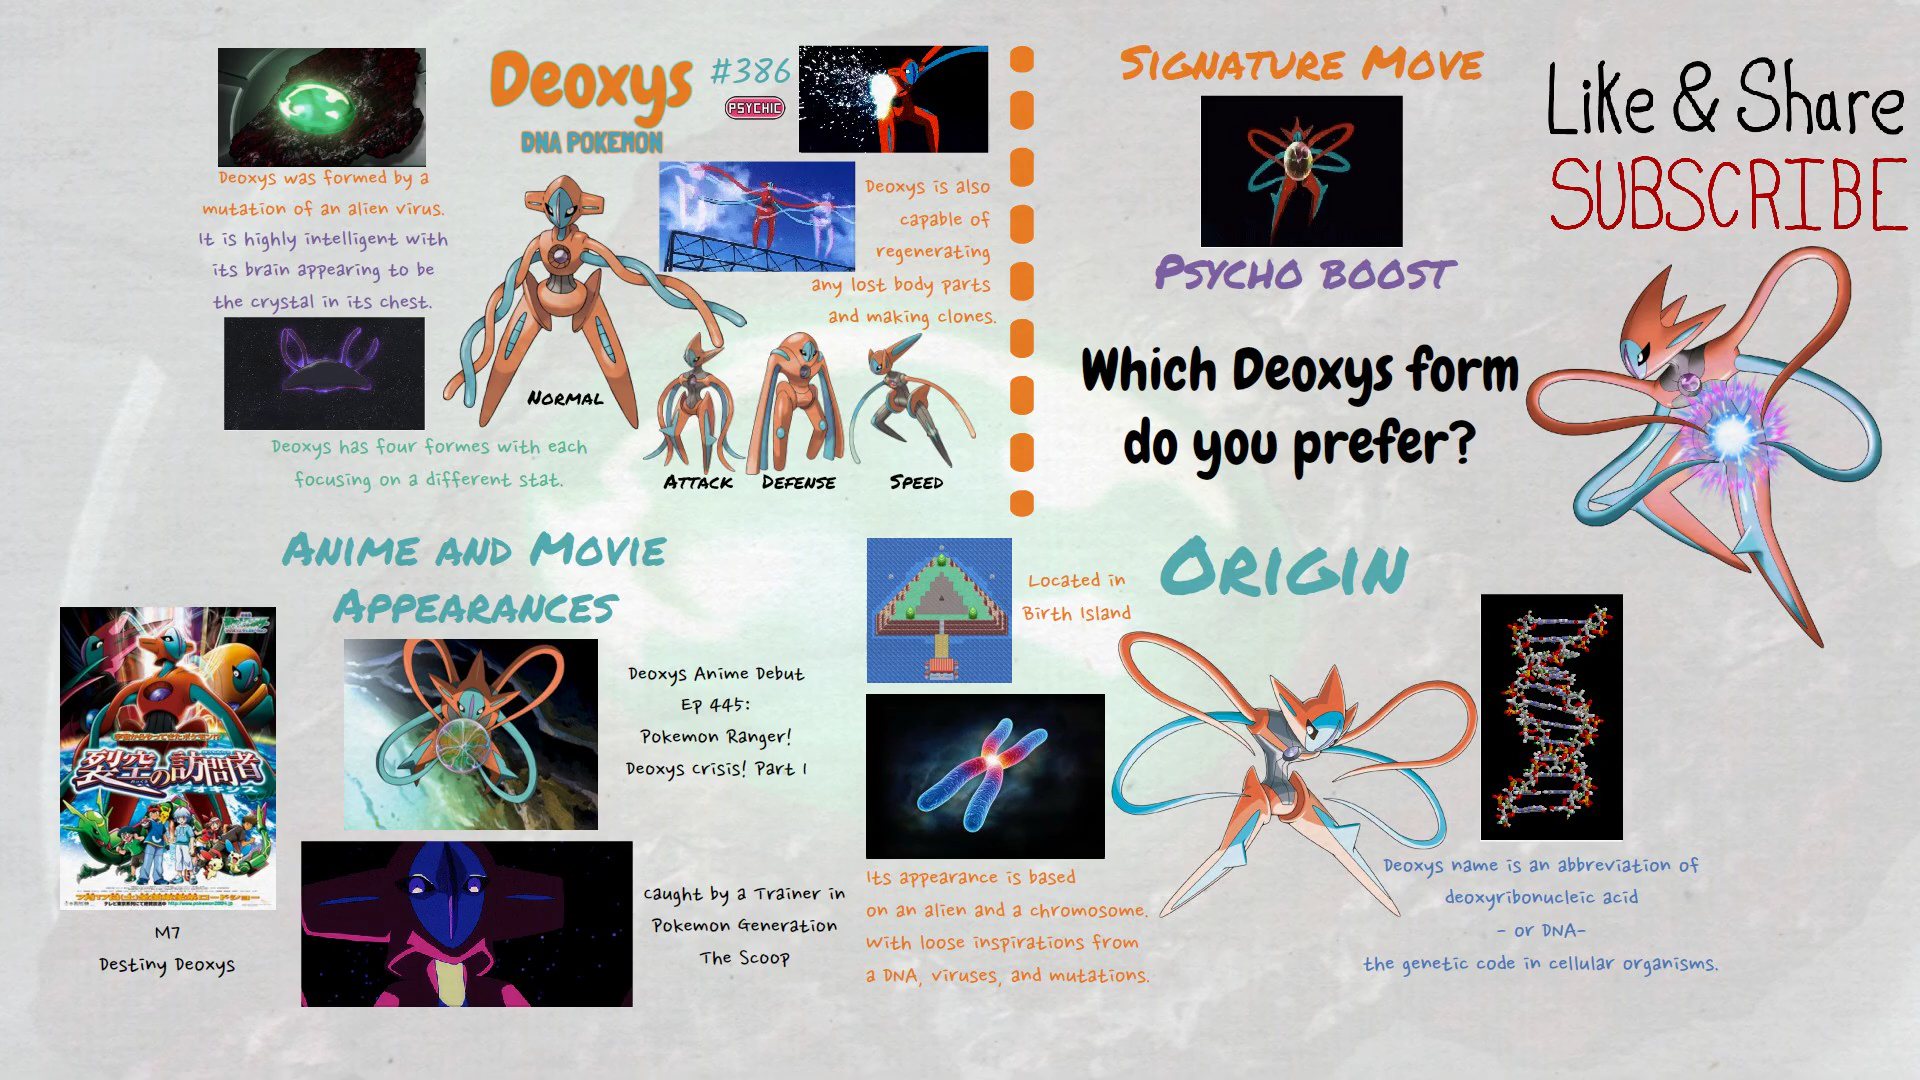 Deoxys
#386
PSYCHIC
DNA POKEMON
Deoxys was formed by a
mutation of an alien virus.
It is highly intelligent with
its brain appearing to be
the crystal in its chest.
Deoxys is also
capable of
regenerating
any lost body parts
and making clones.
NORMAL
ATTACK
DEFENSE
SPEED
Deoxys has four formes with each
focusing on a different stat.
SIGNATURE MOVE
PSYCHO BOOST
Which Deoxys form
do you prefer?
Like & Share
SUBSCRIBE
ANIME AND MOVIE
APPEARANCES
裂空の訪問者
デオキシス
M7
Destiny Deoxys
Deoxys Anime Debut
Ep 445:
Pokemon Ranger!
Deoxys Crisis! Part 1
Caught by a Trainer in
Pokemon Generation
The Scoop
ORIGIN
Located in
Birth Island
Its appearance is based
on an alien and a chromosome.
With loose inspirations from
a DNA, viruses, and mutations.
Deoxys name is an abbreviation of
deoxyribonucleic acid
- or DNA-
the genetic code in cellular organisms.